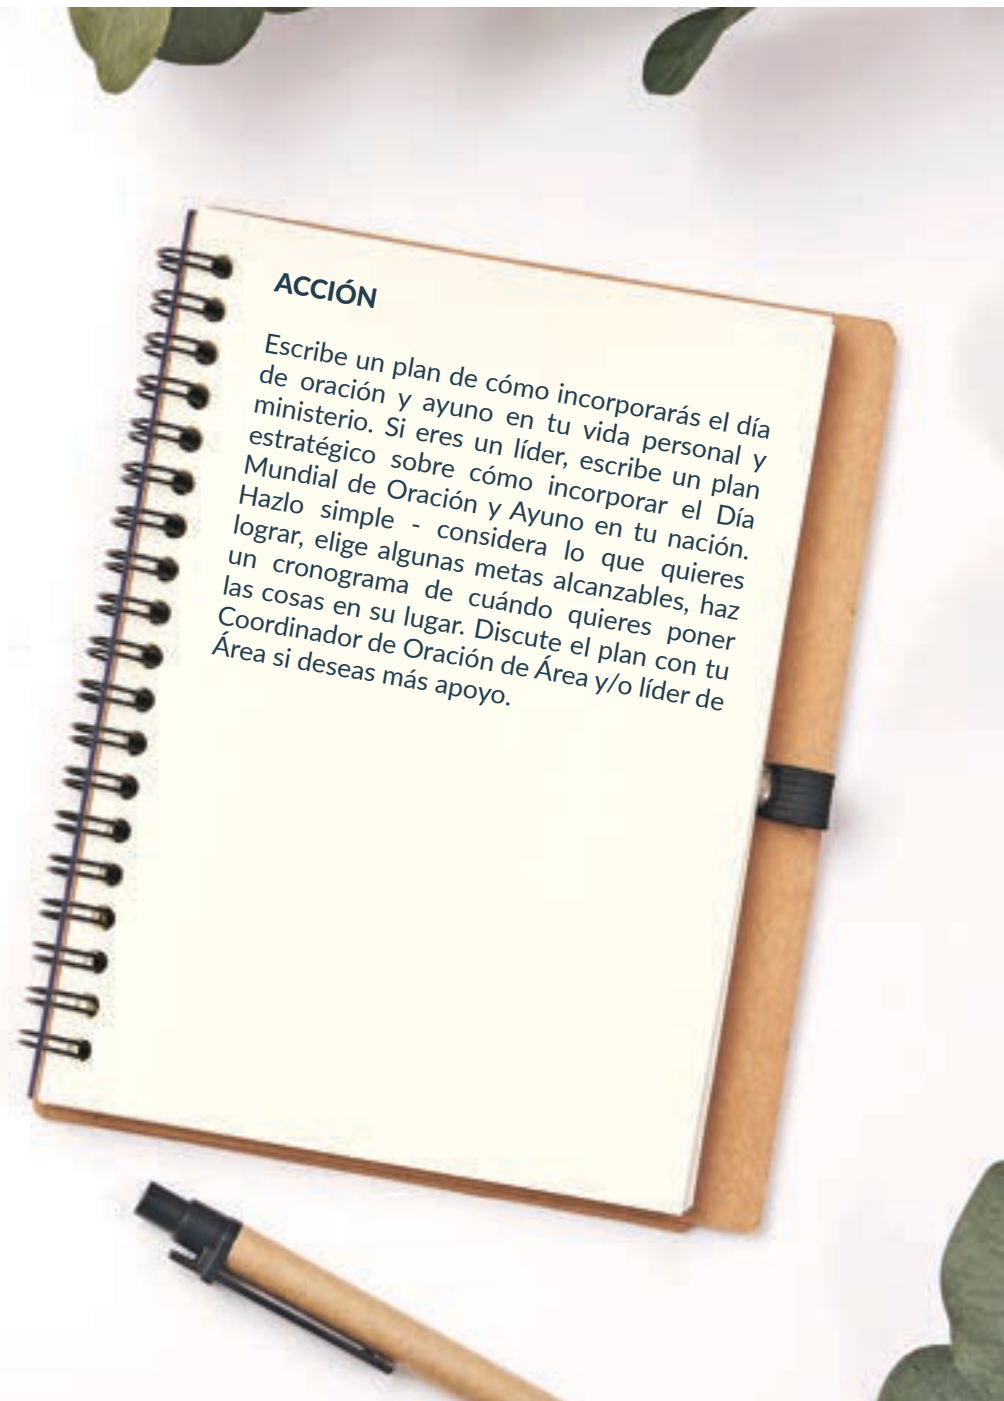 ACCIÓN
Escribe un plan de cómo incorporarás el día
de oración y ayuno en tu vida personal y
ministerio. Si eres un líder, escribe un plan
estratégico sobre cómo incorporar el Día
Mundial de Oración y Ayuno en tu nación.
Hazlo simple - considera lo que quieres
lograr, elige algunas metas alcanzables, haz
un cronograma de cuándo quieres poner
las cosas en su lugar. Discute el plan con tu
Coordinador de Oración de Área y/o líder de
Área si deseas más apoyo.